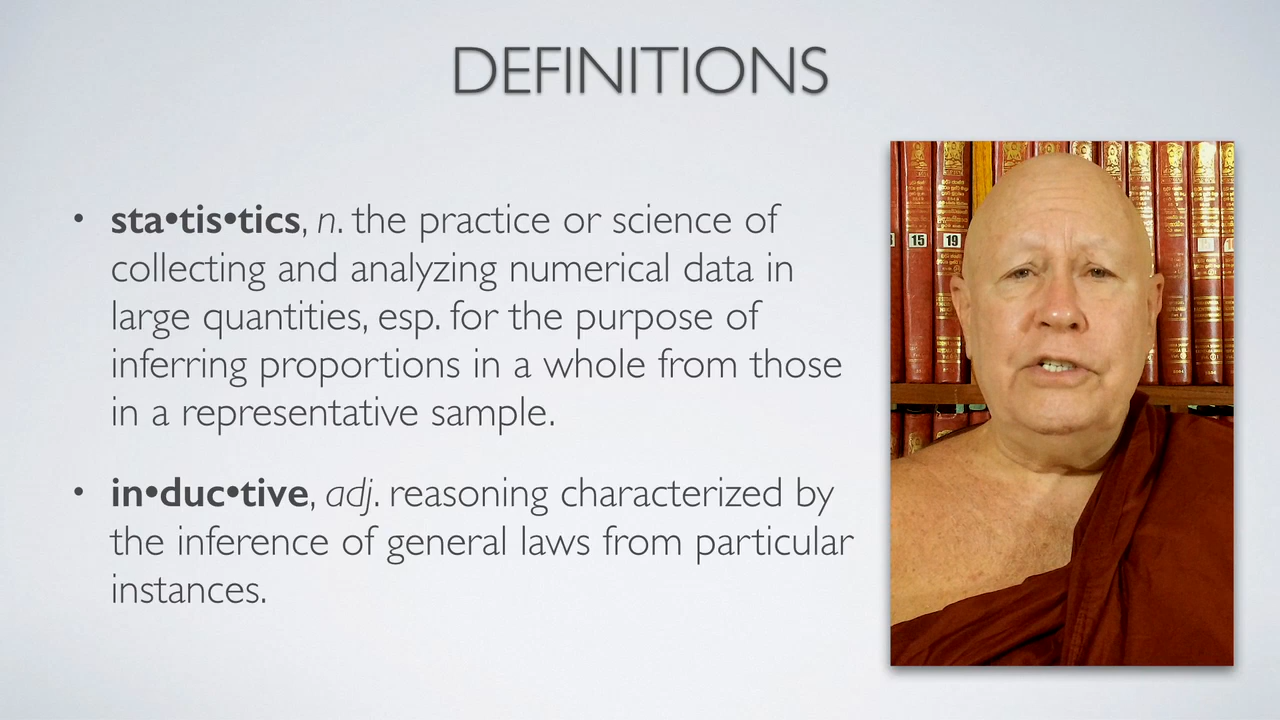 DEFINITIONS
• sta•tis•tics, n. the practice or science of
collecting and analyzing numerical data in
large quantities, esp. for the purpose of
inferring proportions in a whole from those
in a representative sample.
• in•duc•tive, adj. reasoning characterized by
the inference of general laws from particular
instances.
15
19